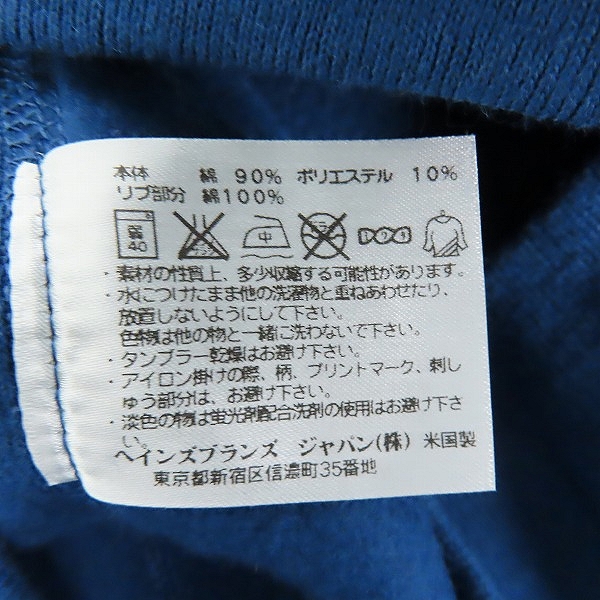 本体 綿 90% ポリエステル 10%
リブ部分 綿100%
弱 40 中
・素材の性質上、多少収縮する可能性があります。
・水につけたまま他の洗濯物と重ねあわせたり、
放置しないようにして下さい。
色物は他の物と一緒に洗わないで下さい。
・タンブラー乾燥はお避け下さい。
・アイロン掛けの際、柄、プリントマーク、刺し
ゅう部分は、お避け下さい。
・淡色の物は蛍光剤配合洗剤の使用はお避け下さ
い。
ヘインズブランズ ジャパン(株) 米国製
東京都新宿区信濃町35番地